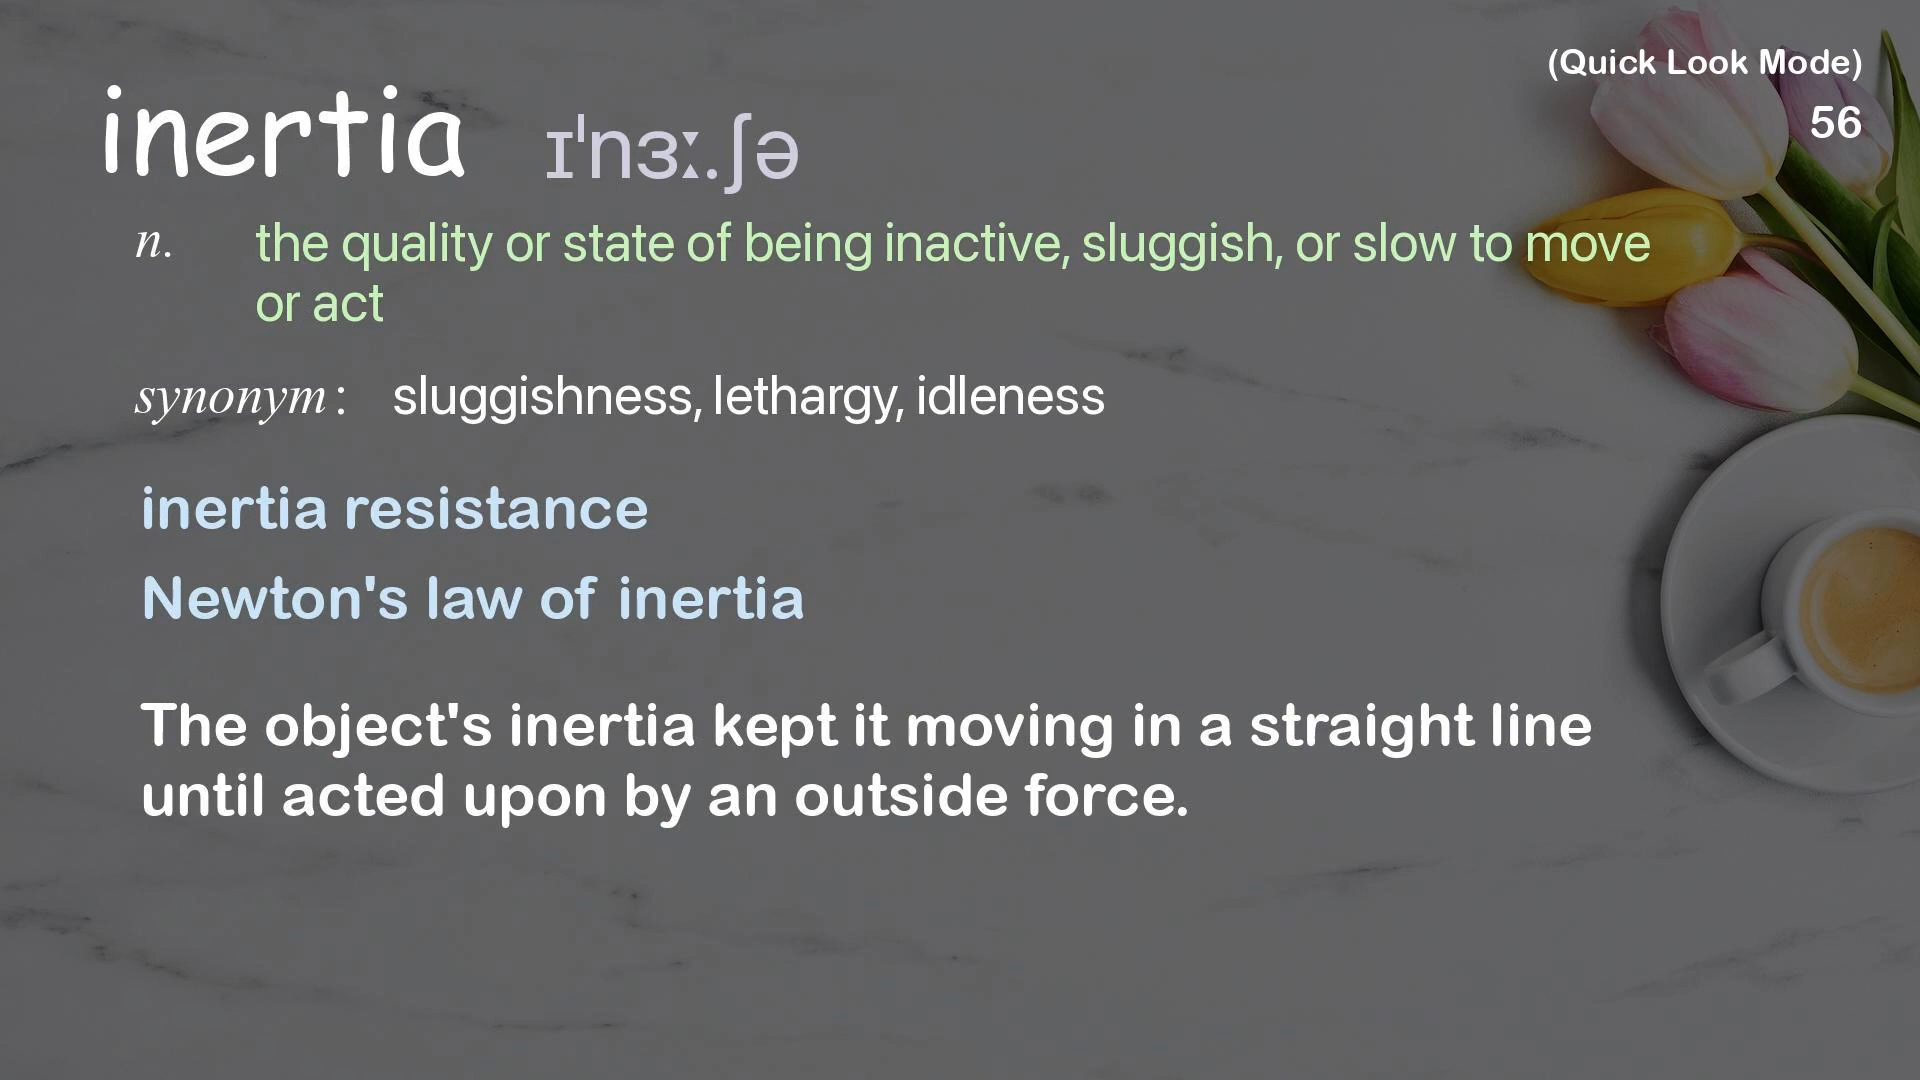 (Quick Look Mode)
56
inertia ɪˈnɜː.ʃə
n. the quality or state of being inactive, sluggish, or slow to move
or act
synonym : sluggishness, lethargy, idleness
inertia resistance
Newton's law of inertia
The object's inertia kept it moving in a straight line
until acted upon by an outside force.